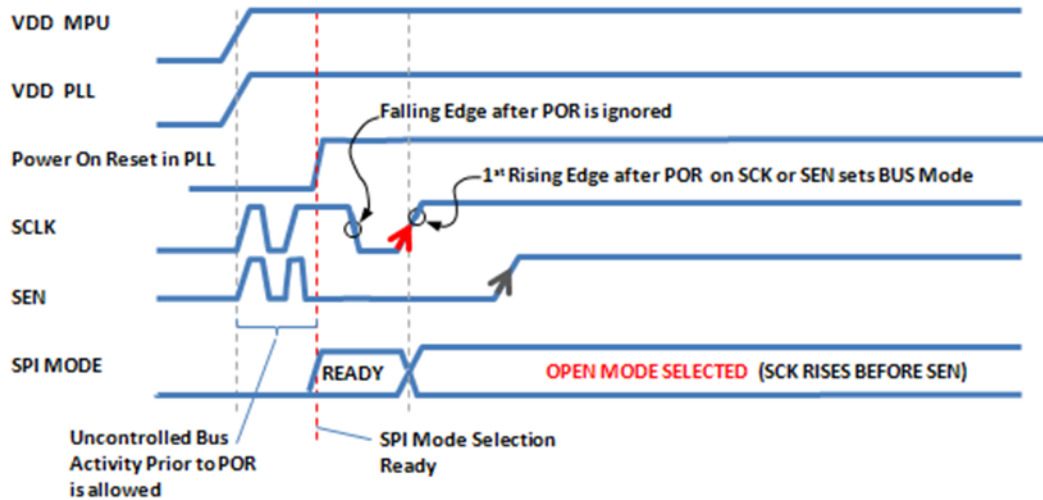 VDD MPU
VDD PLL
Falling Edge after POR is ignored
Power On Reset in PLL
1st Rising Edge after POR on SCK or SEN sets BUS Mode
SCLK
SEN
SPI MODE
READY
OPEN MODE SELECTED (SCK RISES BEFORE SEN)
Uncontrolled Bus
Activity Prior to POR
is allowed
SPI Mode Selection
Ready